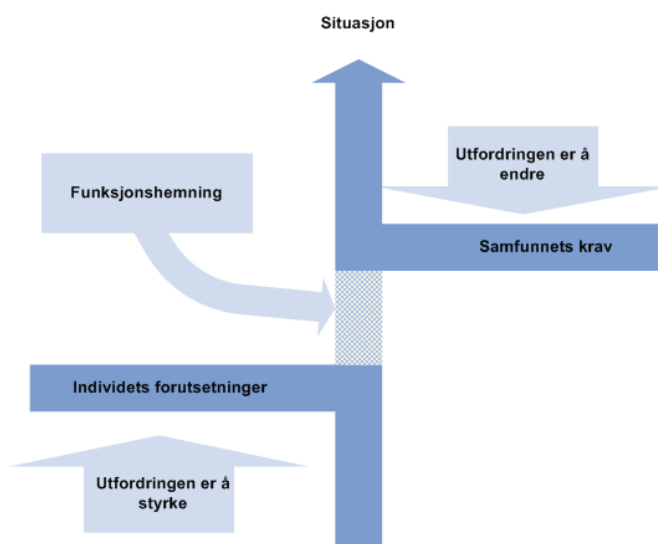 Situasjon
Utfordringen er å
endre
Funksjonshemning
Samfunnets krav
Individets forutsetninger
Utfordringen er å
styrke